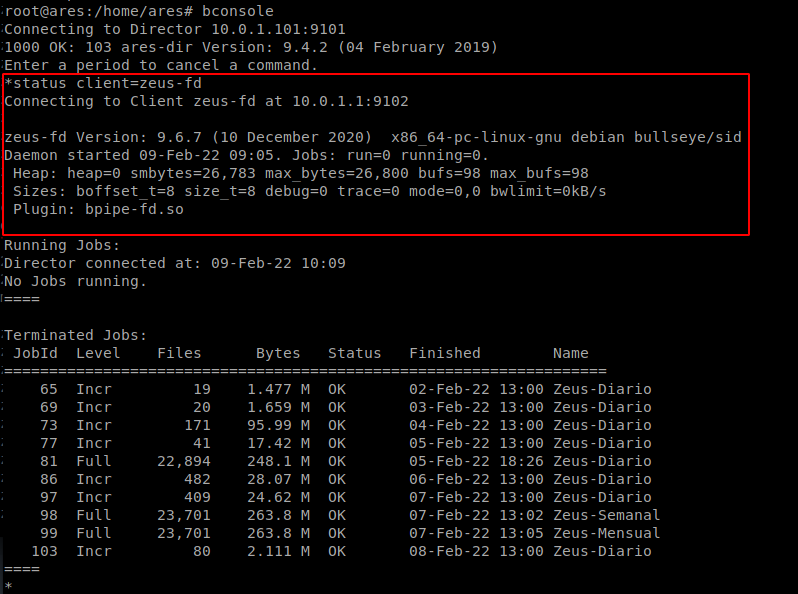 root@ares:/home/ares# bconsole
Connecting to Director 10.0.1.101:9101
1000 OK: 103 ares-dir Version: 9.4.2 (04 February 2019)
Enter a period to cancel a command.
*status client=zeus-fd
Connecting to Client zeus-fd at 10.0.1.1:9102

zeus-fd Version: 9.6.7 (10 December 2020)  x86_64-pc-linux-gnu debian bullseye/sid
Daemon started 09-Feb-22 09:05. Jobs: run=0 running=0.
 Heap: heap=0 smbytes=26,783 max_bytes=26,800 bufs=98 max_bufs=98
 Sizes: boffset_t=8 size_t=8 debug=0 trace=0 mode=0,0 bwlimit=0kB/s
 Plugin: bpipe-fd.so

Running Jobs:
Director connected at: 09-Feb-22 10:09
No Jobs running.
====

Terminated Jobs:
 JobId  Level    Files      Bytes   Status   Finished        Name
===================================================================
    65  Incr         19    1.477 M  OK       02-Feb-22 13:00 Zeus-Diario
    69  Incr         20    1.659 M  OK       03-Feb-22 13:00 Zeus-Diario
    73  Incr        171    95.99 M  OK       04-Feb-22 13:00 Zeus-Diario
    77  Incr         41    17.42 M  OK       05-Feb-22 13:00 Zeus-Diario
    81  Full     22,894    248.1 M  OK       05-Feb-22 18:26 Zeus-Diario
    86  Incr        482    28.07 M  OK       06-Feb-22 13:00 Zeus-Diario
    97  Incr        409    24.62 M  OK       07-Feb-22 13:00 Zeus-Diario
    98  Full     23,701    263.8 M  OK       07-Feb-22 13:02 Zeus-Semanal
    99  Full     23,701    263.8 M  OK       07-Feb-22 13:05 Zeus-Mensual
   103  Incr         80    2.111 M  OK       08-Feb-22 13:00 Zeus-Diario
====
*